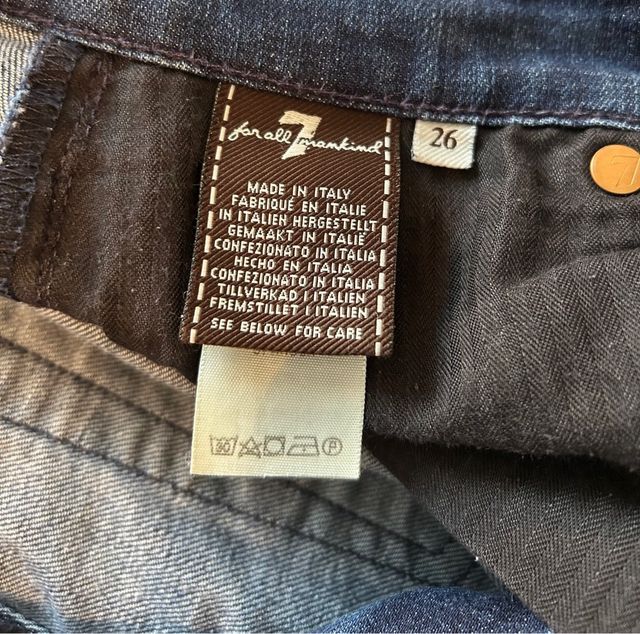 7
for all mankind
26
7
MADE IN ITALY
FABRIQUÉ EN ITALIE
IN ITALIEN HERGESTELLT
GEMAAKT IN ITALIË
CONFEZIONATO IN ITALIA
HECHO EN ITALIA
CONFEZIONATO IN ITALIA
TILLVERKAD I ITALIEN
FREMSTILLET I ITALIEN
SEE BELOW FOR CARE